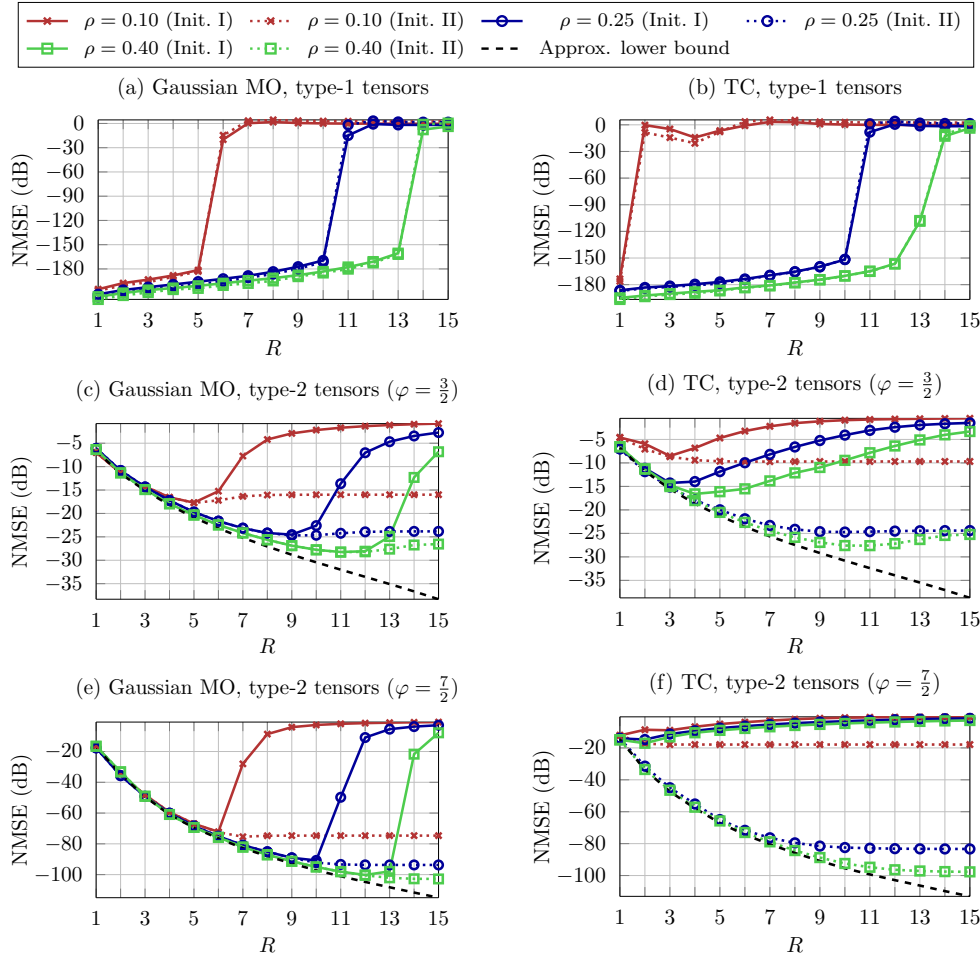 ρ = 0.10 (Init. I) ρ = 0.10 (Init. II) ρ = 0.25 (Init. I) ρ = 0.25 (Init. II)
ρ = 0.40 (Init. I) ρ = 0.40 (Init. II) Approx. lower bound
(a) Gaussian MO, type-1 tensors
0
−30
−60
−90
−120
−150
−180
NMSE (dB)
1 3 5 7 9 11 13 15
R
(b) TC, type-1 tensors
0
−30
−60
−90
−120
−150
−180
NMSE (dB)
1 3 5 7 9 11 13 15
R
(c) Gaussian MO, type-2 tensors (φ = 3/2)
−5
−10
−15
−20
−25
−30
−35
NMSE (dB)
1 3 5 7 9 11 13 15
R
(d) TC, type-2 tensors (φ = 3/2)
−5
−10
−15
−20
−25
−30
−35
NMSE (dB)
1 3 5 7 9 11 13 15
R
(e) Gaussian MO, type-2 tensors (φ = 7/2)
−20
−40
−60
−80
−100
NMSE (dB)
1 3 5 7 9 11 13 15
R
(f) TC, type-2 tensors (φ = 7/2)
−20
−40
−60
−80
−100
NMSE (dB)
1 3 5 7 9 11 13 15
R